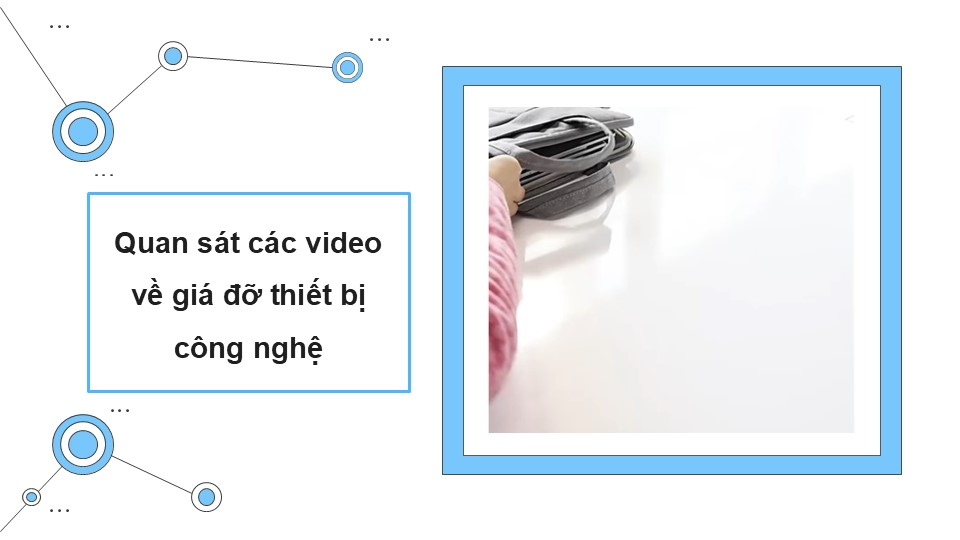 Quan sát các video
về giá đỡ thiết bị
công nghệ